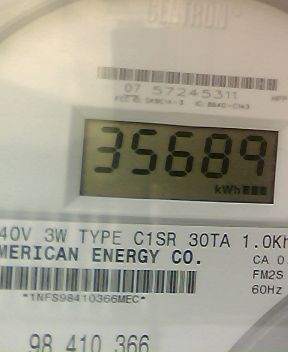 CENTRON
07 57245311
35689
kWh
40V 3W TYPE C1SR 30TA 1.0Kh
MERICAN ENERGY CO.
CA 0
FM2S
60Hz
*1NFS98410366MEC*
98 410 366